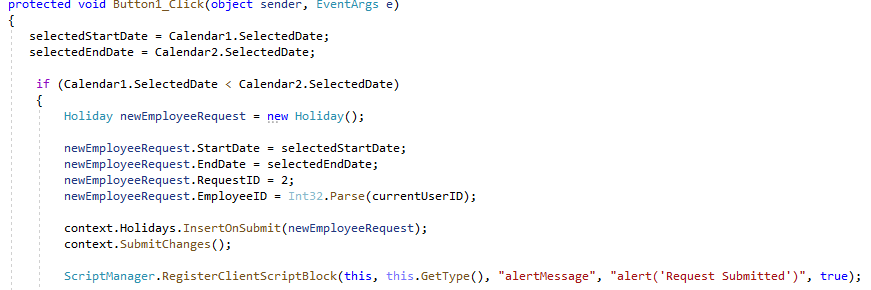 protected void Button1_Click(object sender, EventArgs e)
{
selectedStartDate = Calendar1.SelectedDate;
selectedEndDate = Calendar2.SelectedDate;
if (Calendar1.SelectedDate < Calendar2.SelectedDate)
{
Holiday newEmployeeRequest = new Holiday();
newEmployeeRequest.StartDate = selectedStartDate;
newEmployeeRequest.EndDate = selectedEndDate;
newEmployeeRequest.RequestID = 2;
newEmployeeRequest.EmployeeID = Int32.Parse(currentUserID);
context.Holidays.InsertOnSubmit(newEmployeeRequest);
context.SubmitChanges();
ScriptManager.RegisterClientScriptBlock(this, this.GetType(), "alertMessage", "alert('Request Submitted')", true);